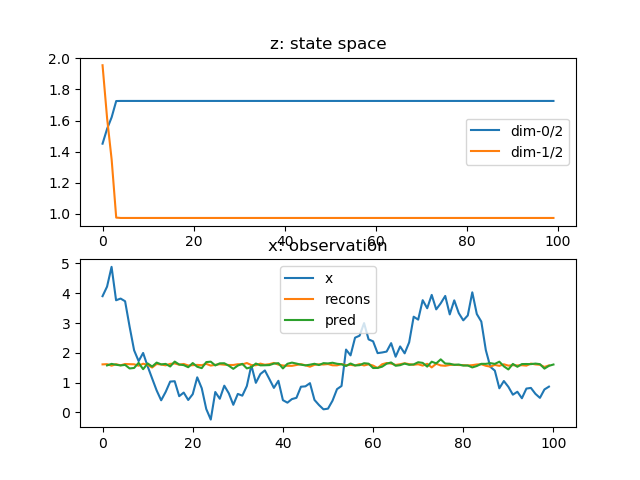 z: state space
2.0
1.8
1.6
1.4
1.2
1.0
dim-0/2
dim-1/2
0 20 40 60 80 100
x: observation
5
4
3
2
1
0
x
recons
pred
0 20 40 60 80 100